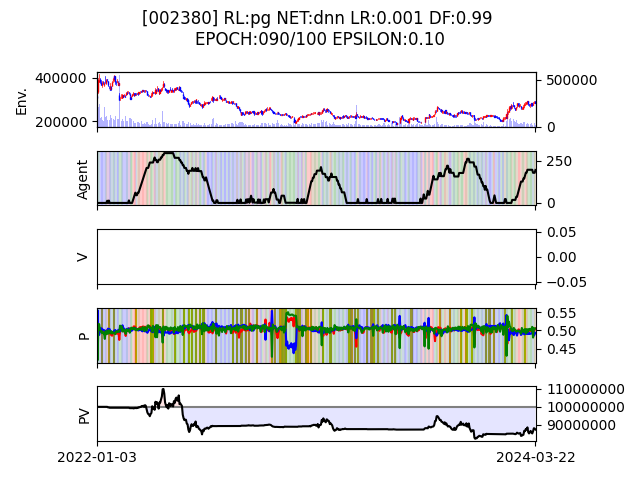 [002380] RL:pg NET:dnn LR:0.001 DF:0.99
EPOCH:090/100 EPSILON:0.10
Env.
400000
200000
500000
0
Agent
250
0
V
0.05
0.00
−0.05
P
0.55
0.50
0.45
PV
110000000
100000000
90000000
2022-01-03
2024-03-22